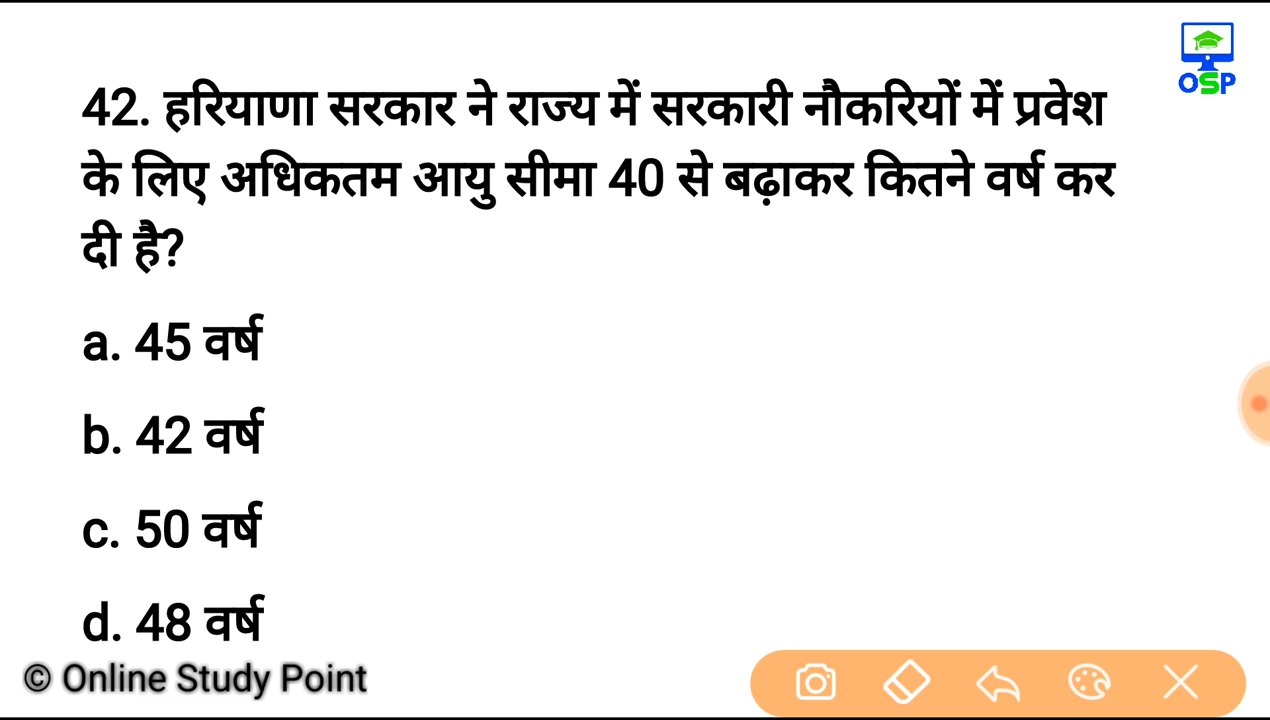 OSP
42. हरियाणा सरकार ने राज्य में सरकारी नौकरियों में प्रवेश
के लिए अधिकतम आयु सीमा 40 से बढ़ाकर कितने वर्ष कर
दी है?
a. 45 वर्ष
b. 42 वर्ष
c. 50 वर्ष
d. 48 वर्ष
© Online Study Point